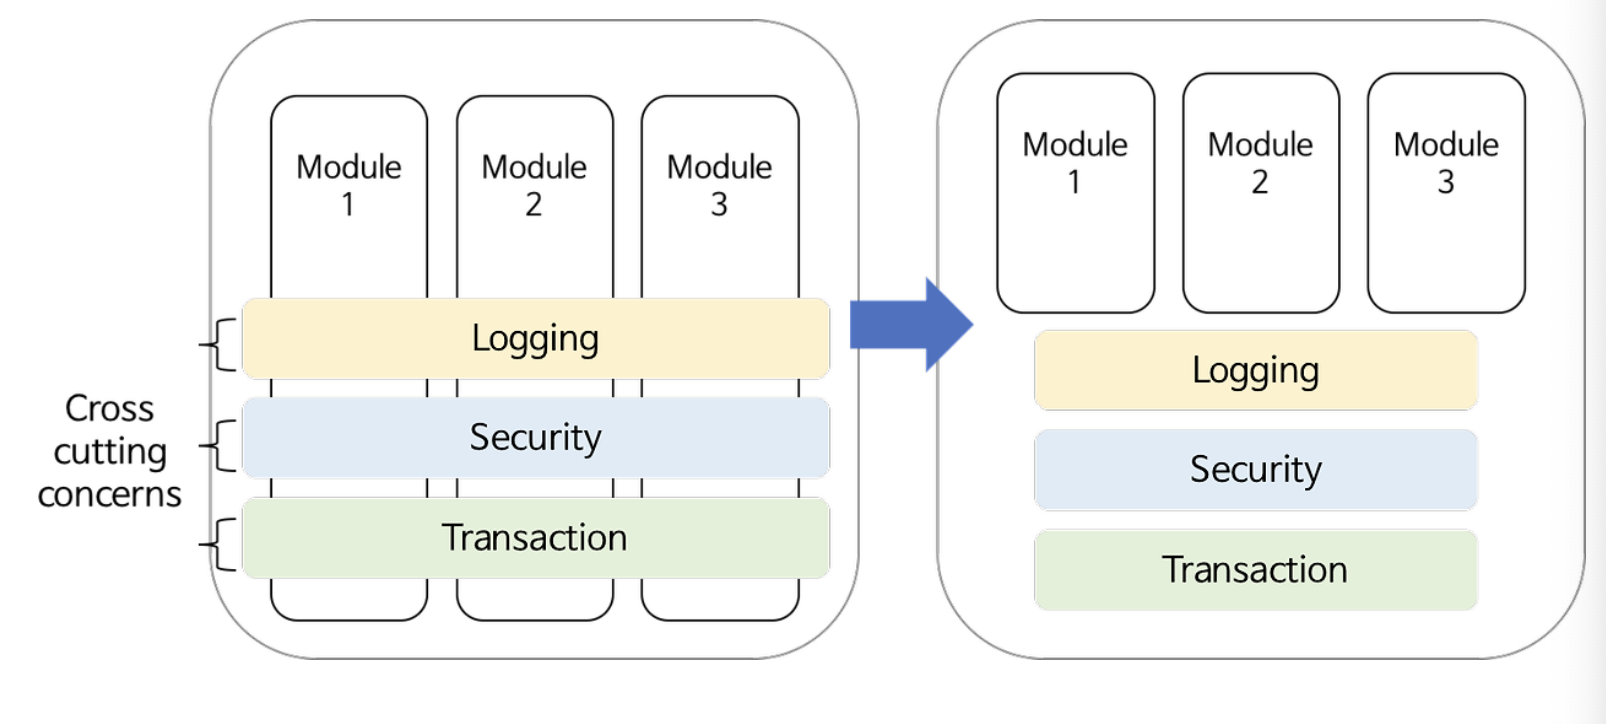 Module
1
Module
2
Module
3
Logging
Security
Transaction
Cross
cutting
concerns
Module
1
Module
2
Module
3
Logging
Security
Transaction